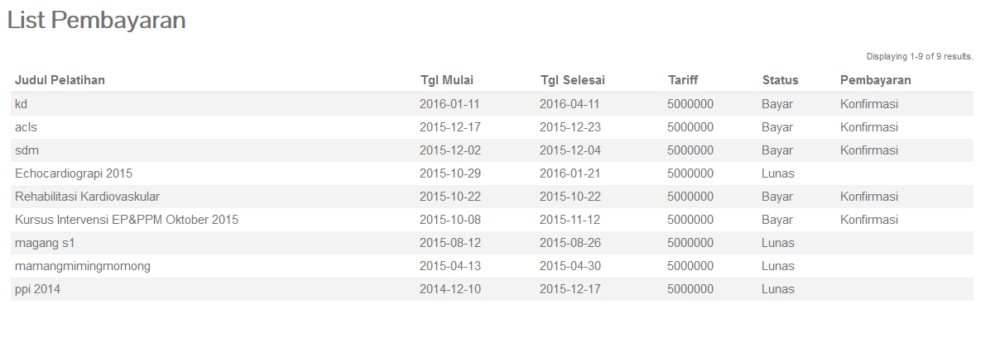 List Pembayaran
Displaying 1-9 of 9 results.
Judul Pelatihan Tgl Mulai Tgl Selesai Tariff Status Pembayaran
kd 2016-01-11 2016-04-11 5000000 Bayar Konfirmasi
acls 2015-12-17 2015-12-23 5000000 Bayar Konfirmasi
sdm 2015-12-02 2015-12-04 5000000 Bayar Konfirmasi
Echocardiograpi 2015 2015-10-29 2016-01-21 5000000 Lunas
Rehabilitasi Kardiovaskular 2015-10-22 2015-10-22 5000000 Bayar Konfirmasi
Kursus Intervensi EP&PPM Oktober 2015 2015-10-08 2015-11-12 5000000 Bayar Konfirmasi
magang s1 2015-08-12 2015-08-26 5000000 Lunas
mamangmimingmomong 2015-04-13 2015-04-30 5000000 Lunas
ppi 2014 2014-12-10 2015-12-17 5000000 Lunas